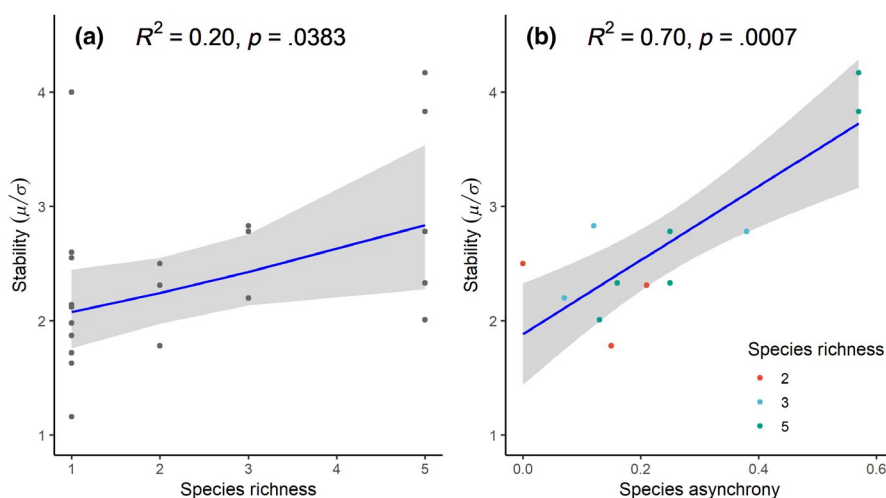 (a) R² = 0.20, p = .0383
Stability (μ/σ)
4
3
2
1
1 2 3 4 5
Species richness
(b) R² = 0.70, p = .0007
Stability (μ/σ)
4
3
2
1
Species richness
2
3
5
0.0 0.2 0.4 0.6
Species asynchrony